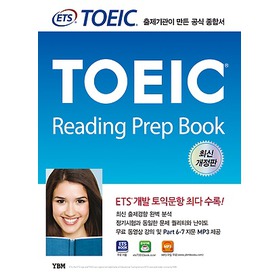 ETS TOEIC 출제기관이 만든 공식 종합서
TOEIC®
Reading Prep Book
최신
개정판
ETS 개발 토익문항 최다 수록!
최신 출제경향 완벽 분석
정기시험과 동일한 문제 퀄리티와 난이도
무료 동영상 강의 및 Part 6-7 지문 MP3 제공
YBM
ETS
BOOK